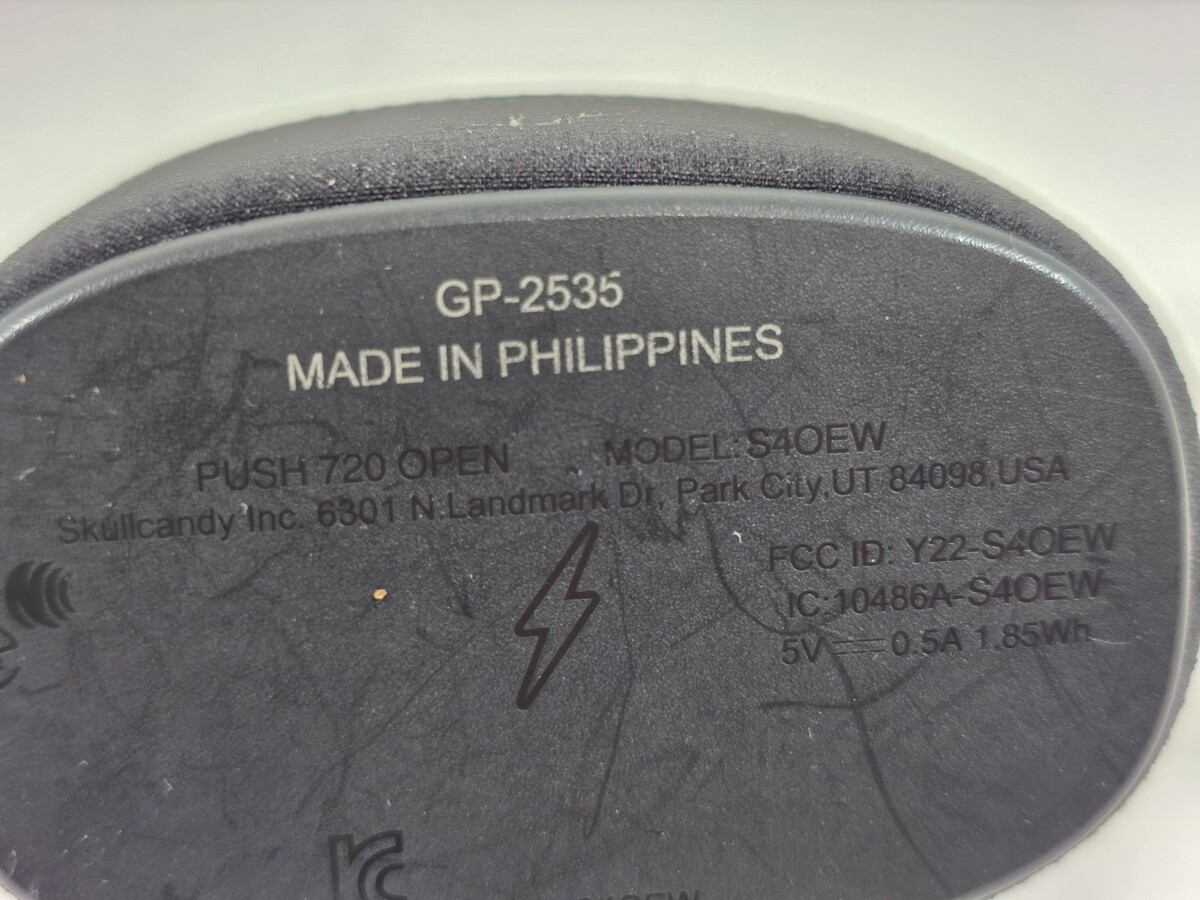 GP-2535
MADE IN PHILIPPINES
PUSH 720 OPEN MODEL: S4OEW
Skullcandy Inc. 6301 N.Landmark Dr, Park City,UT 84098,USA
FCC ID: Y22-S4OEW
IC:10486A-S4OEW
5V⎓0.5A 1.85Wh